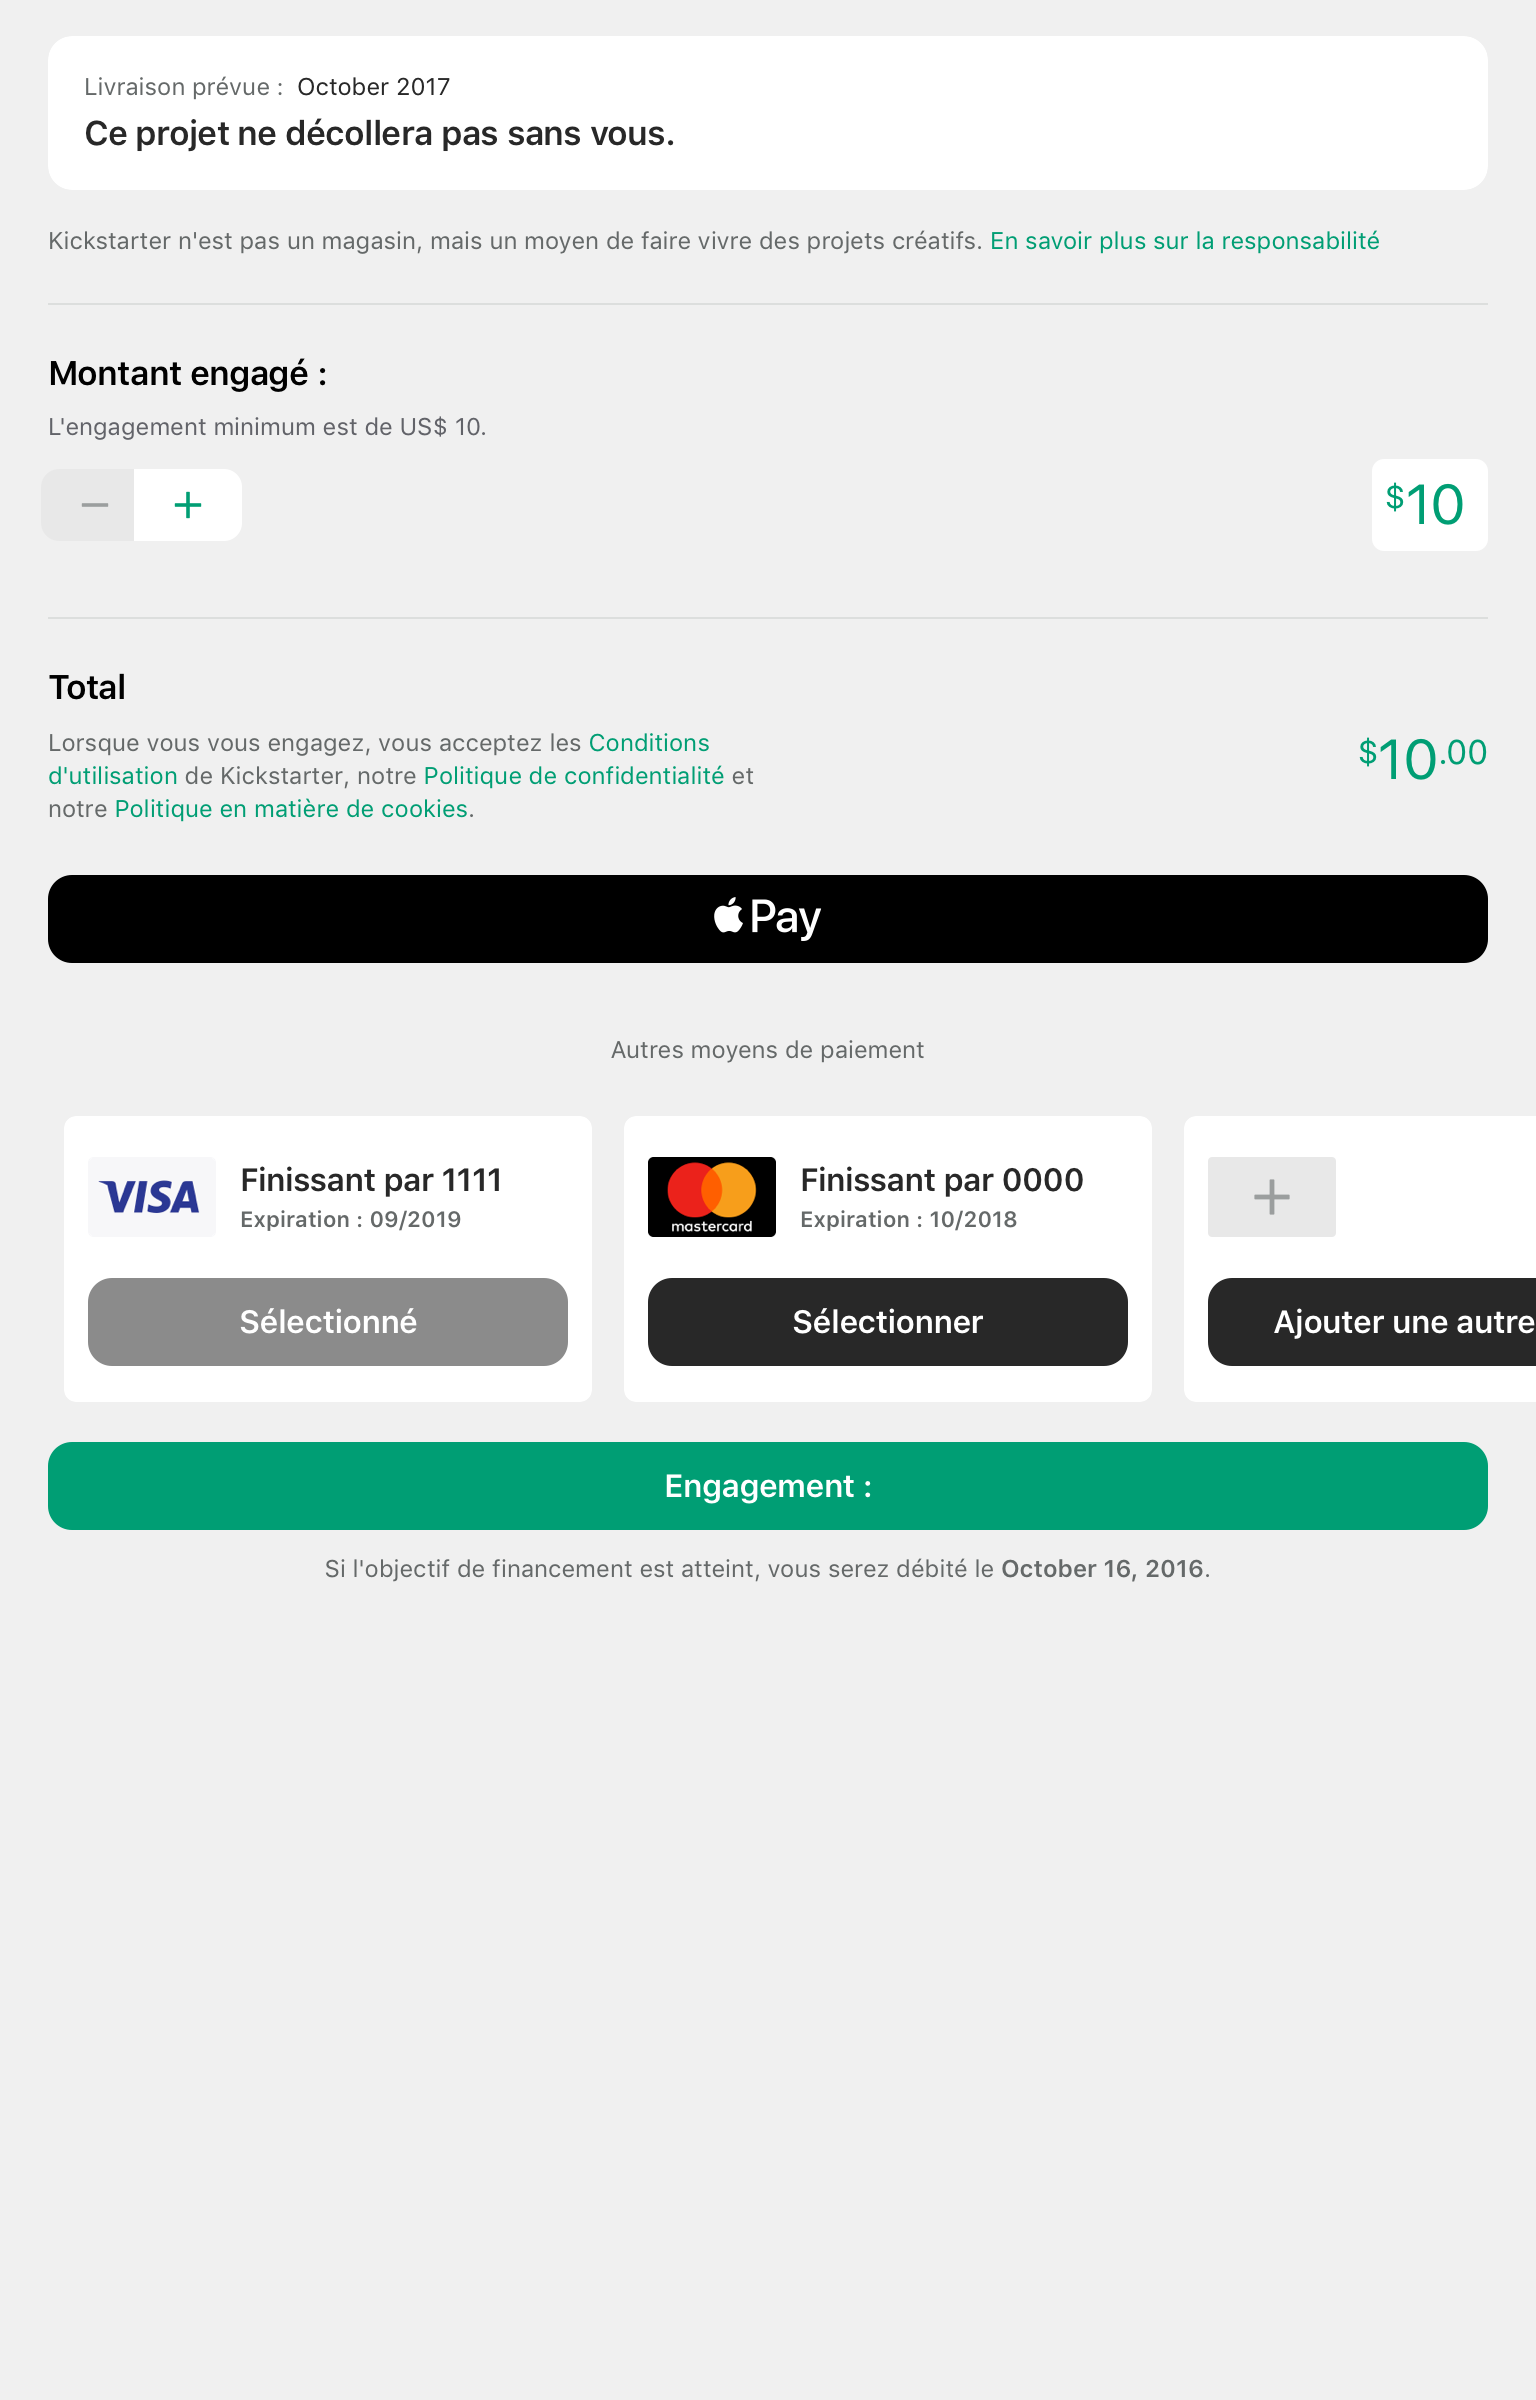 Livraison prévue : October 2017
Ce projet ne décollera pas sans vous.
Kickstarter n'est pas un magasin, mais un moyen de faire vivre des projets créatifs. En savoir plus sur la responsabilité
Montant engagé :
L'engagement minimum est de US$ 10.
$10
Total
Lorsque vous vous engagez, vous acceptez les Conditions
d'utilisation de Kickstarter, notre Politique de confidentialité et
notre Politique en matière de cookies.
$10.00
Pay
Autres moyens de paiement
VISA
Finissant par 1111
Expiration : 09/2019
Sélectionné
mastercard
Finissant par 0000
Expiration : 10/2018
Sélectionner
Ajouter une autre
Engagement :
Si l'objectif de financement est atteint, vous serez débité le October 16, 2016.